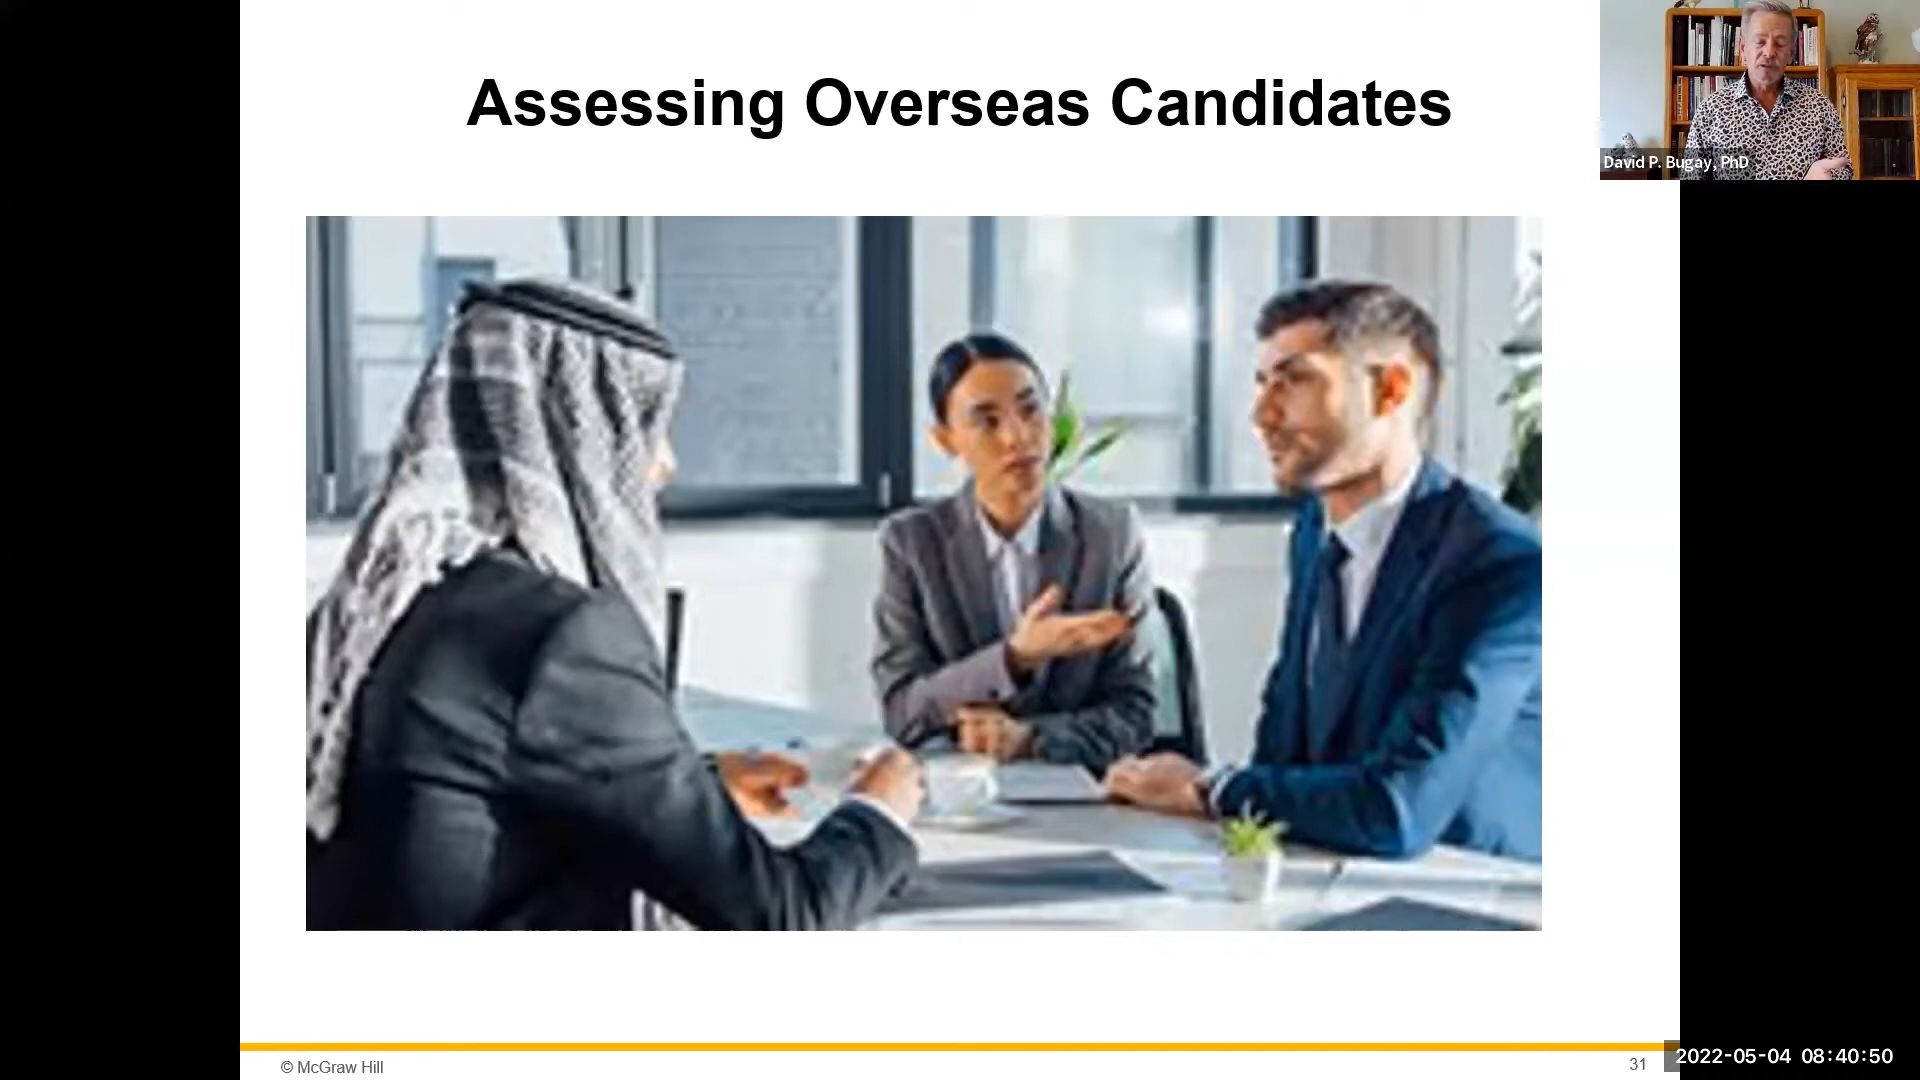 Assessing Overseas Candidates
David P. Bugay, PhD
© McGraw Hill
31
2022-05-04 08:40:50